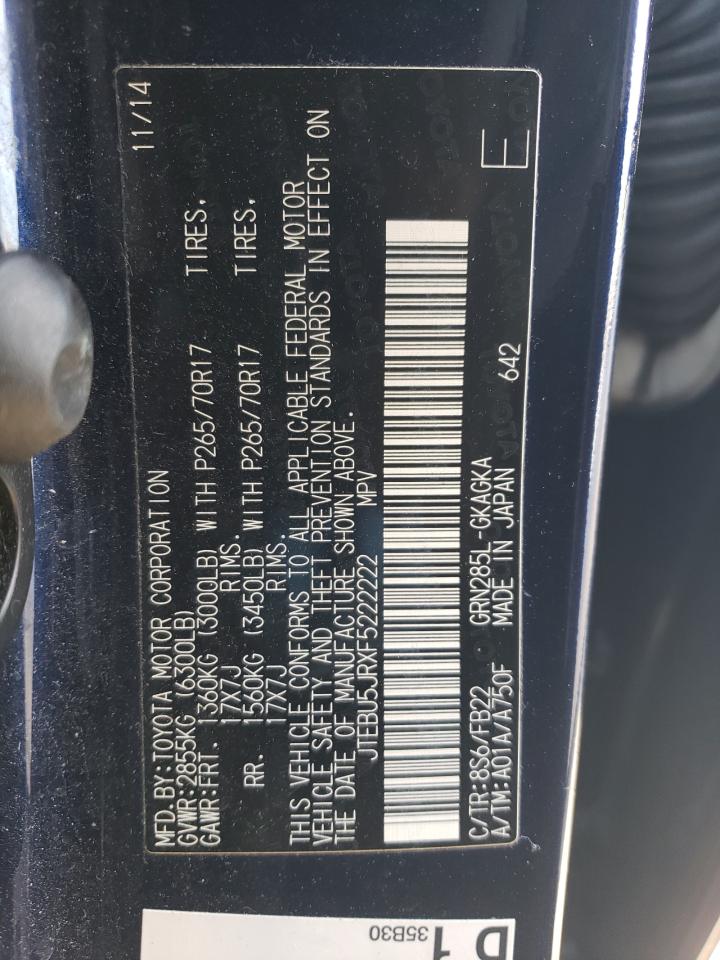 MFD.BY:TOYOTA MOTOR CORPORATION 11/14
GVWR:2855KG (6300LB)
GAWR:FRT. 1360KG (3000LB) WITH P265/70R17 TIRES,
17X7J RIMS.
RR. 1560KG (3450LB) WITH P265/70R17 TIRES,
17X7J RIMS.
THIS VEHICLE CONFORMS TO ALL APPLICABLE FEDERAL MOTOR
VEHICLE SAFETY AND THEFT PREVENTION STANDARDS IN EFFECT ON
THE DATE OF MANUFACTURE SHOWN ABOVE.
JTEBU5JRXF5222222 MPV
C/TR:8S6/FB22 GRN285L-GKAGKA
A/TM:A01A/A750F MADE IN JAPAN 642
E
35B30